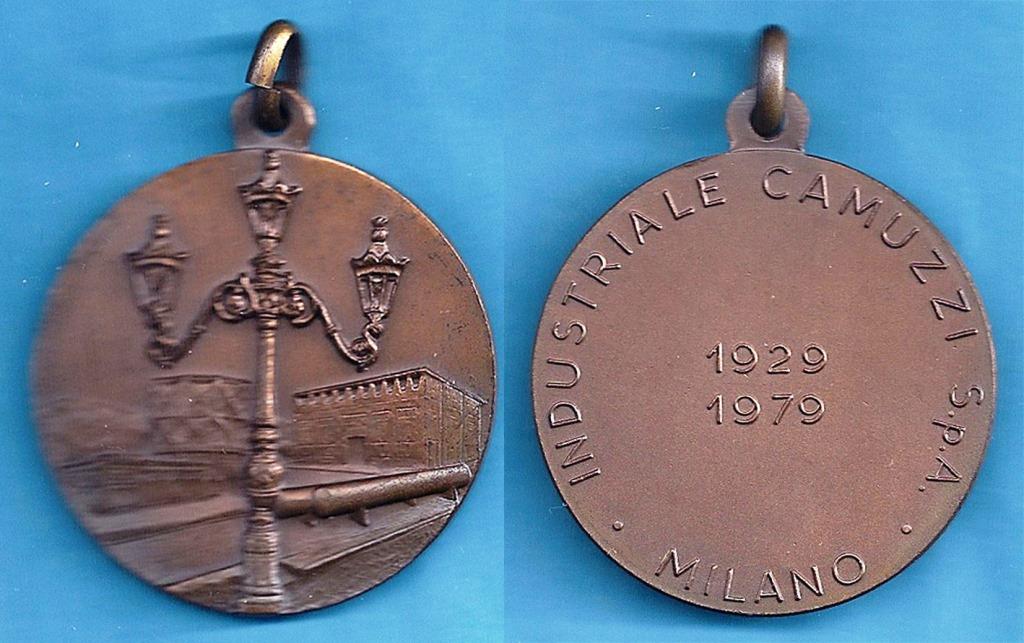 INDUSTRIALE CAMUZZI S.p.A.
1929
1979
• MILANO •